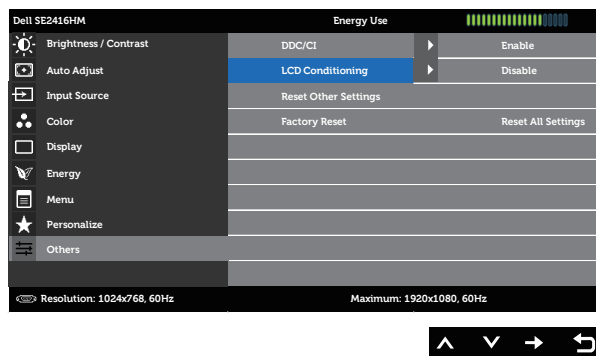 Dell SE2416HM Energy Use
Brightness / Contrast DDC/CI Enable
Auto Adjust LCD Conditioning Disable
Input Source Reset Other Settings
Color Factory Reset Reset All Settings
Display
Energy
Menu
Personalize
Others
Resolution: 1024x768, 60Hz Maximum: 1920x1080, 60Hz